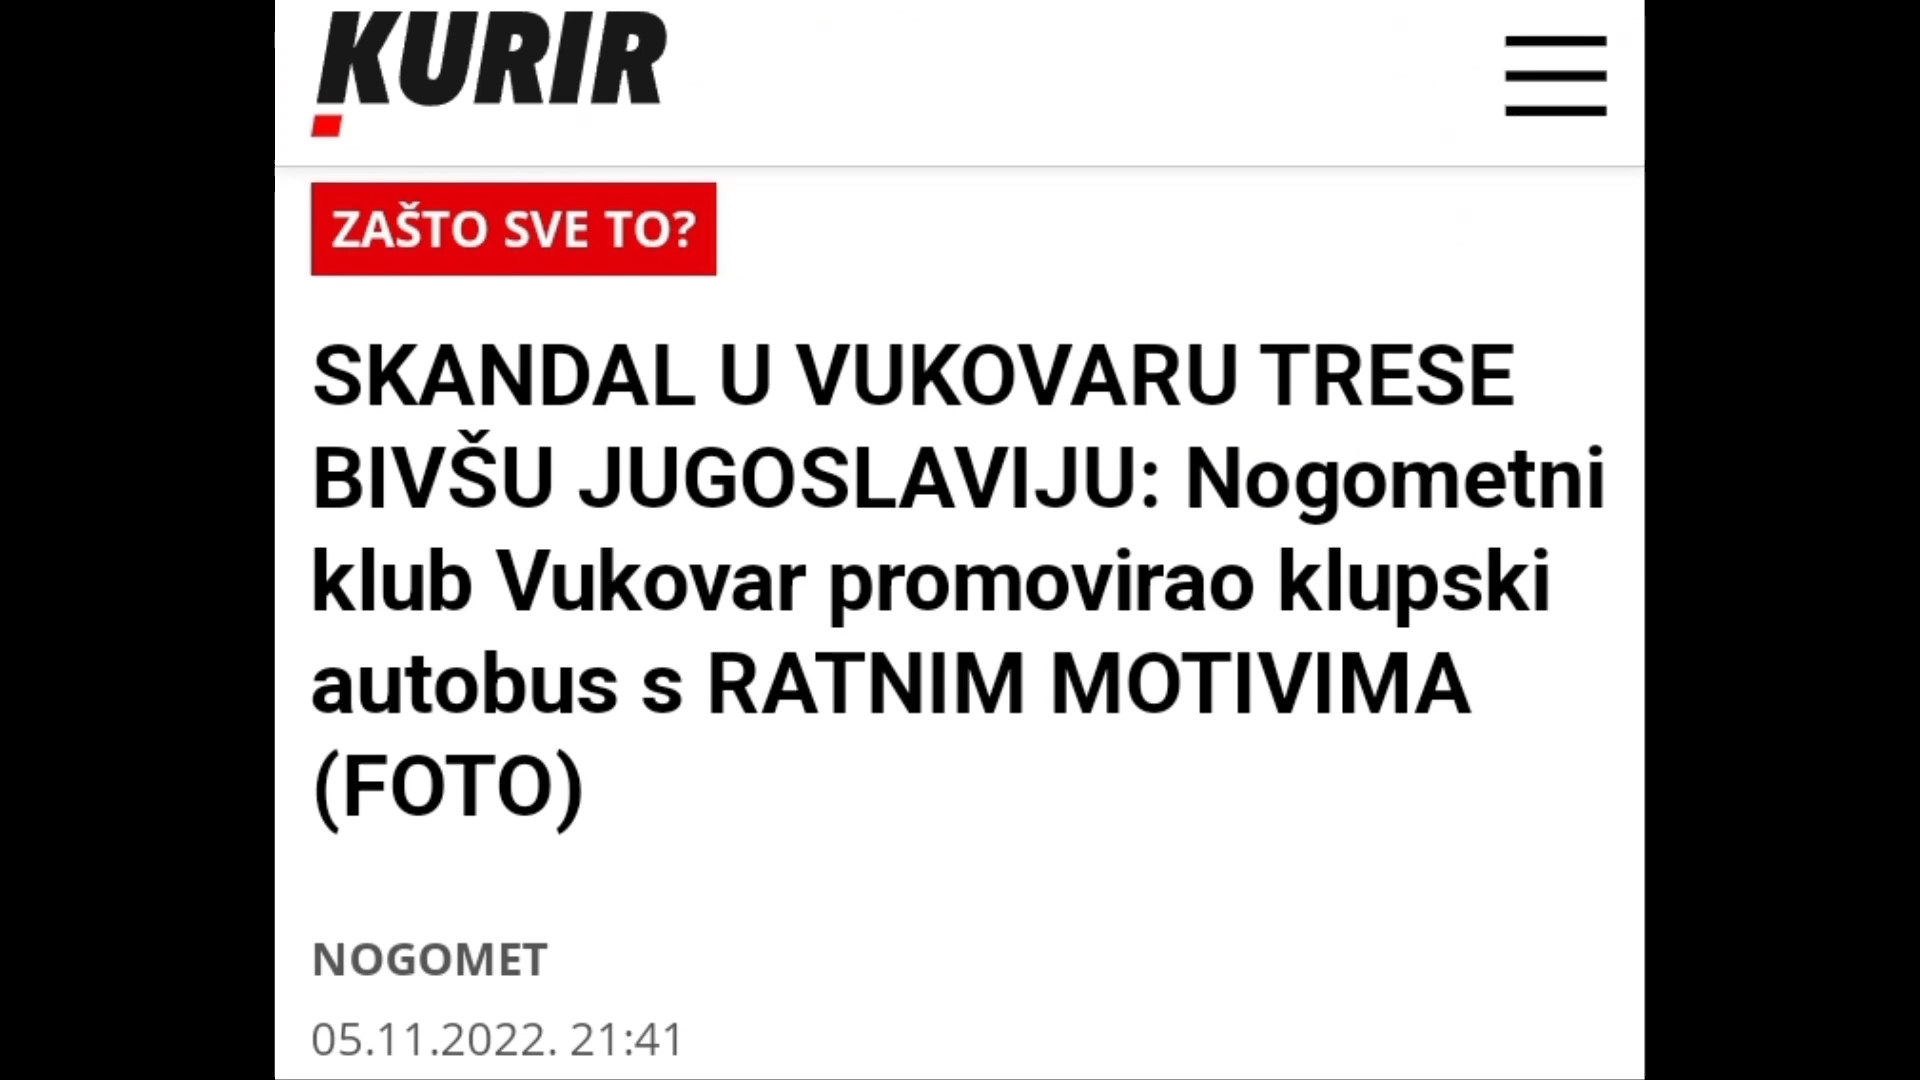 KURIR
ZAŠTO SVE TO?
SKANDAL U VUKOVARU TRESE
BIVŠU JUGOSLAVIJU: Nogometni
klub Vukovar promovirao klupski
autobus s RATNIM MOTIVIMA
(FOTO)
NOGOMET
05.11.2022. 21:41